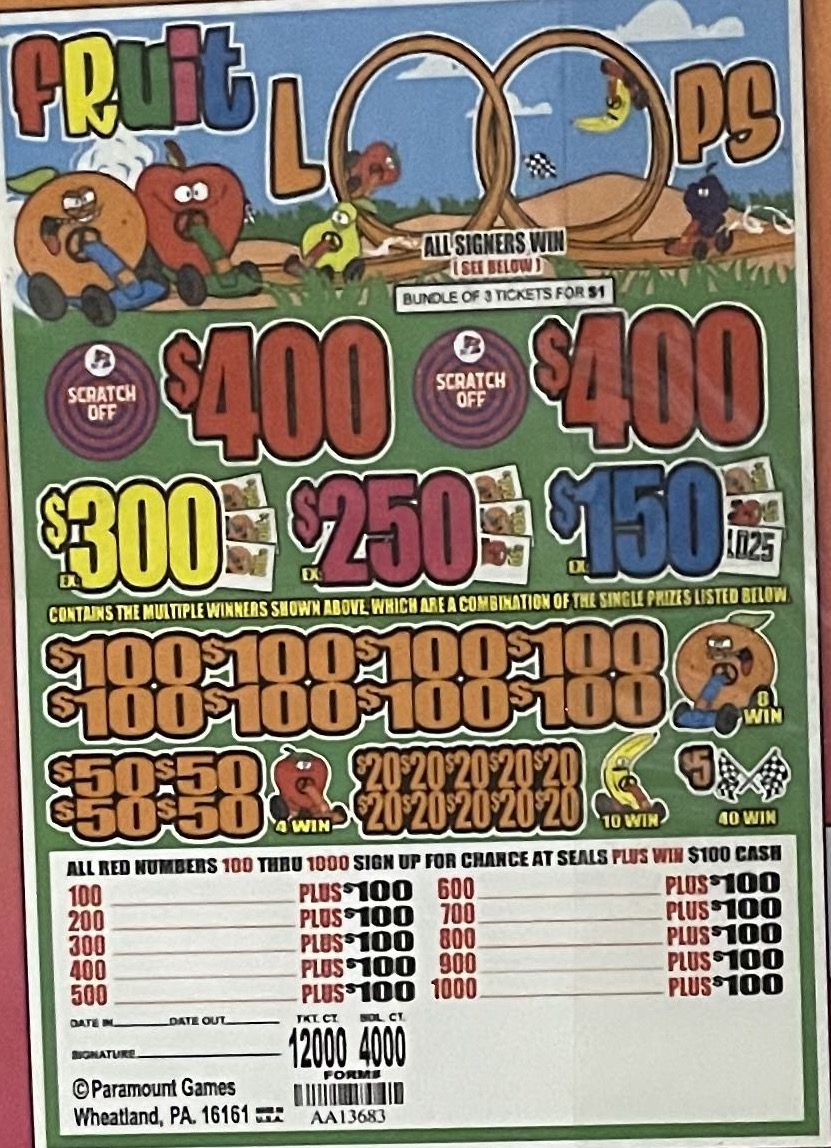 FRUIT
LOOPS
ALL SIGNERS WIN
(SEE BELOW)
BUNDLE OF 3 TICKETS FOR $1
SCRATCH OFF $400 SCRATCH OFF $400
EX: $300 EX: $250 EX: $150
CONTAINS THE MULTIPLE WINNERS SHOWN ABOVE, WHICH ARE A COMBINATION OF THE SINGLE PRIZES LISTED BELOW
$100 $100 $100 $100
$100 $100 $100 $100 8 WIN
$50 $50 $20 $20 $20 $20 $20 $5
$50 $50 4 WIN $20 $20 $20 $20 $20 10 WIN 40 WIN
ALL RED NUMBERS 100 THRU 1000 SIGN UP FOR CHANCE AT SEALS PLUS WIN $100 CASH
100 PLUS $100 600 PLUS $100
200 PLUS $100 700 PLUS $100
300 PLUS $100 800 PLUS $100
400 PLUS $100 900 PLUS $100
500 PLUS $100 1000 PLUS $100
DATE IN DATE OUT TKT. CT. BDL. CT.
SIGNATURE 12000 4000
FORM#
©Paramount Games
Wheatland, PA. 16161 AA13683